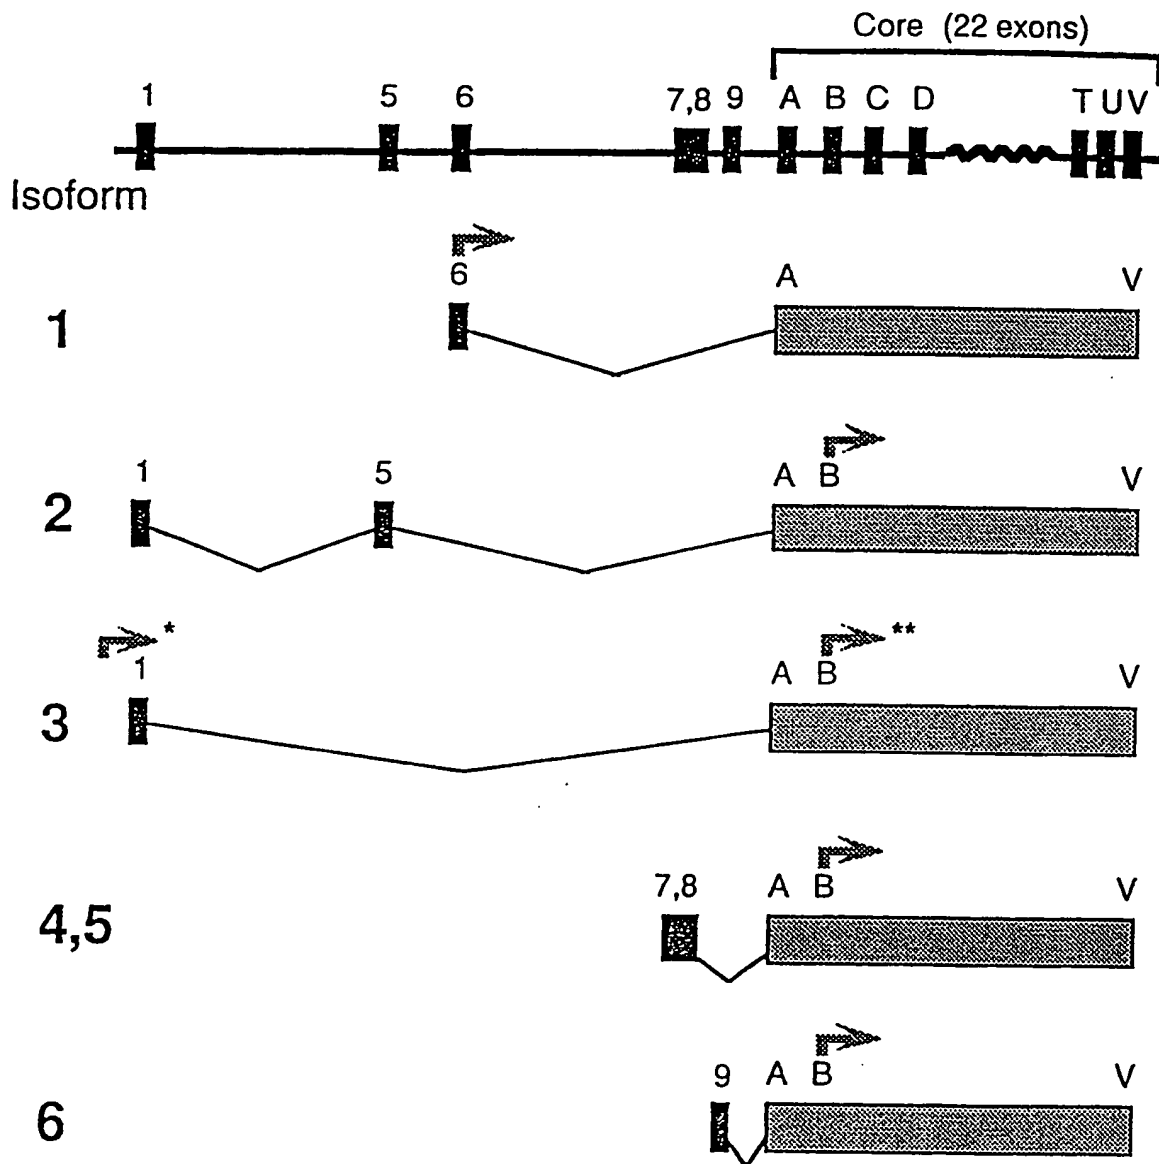 Core (22 exons)
1 5 6 7,8 9 A B C D T U V
Isoform
6 A V
1
1 5 A B V
2
* **
1 A B V
3
7,8 A B V
4,5
9 A B V
6